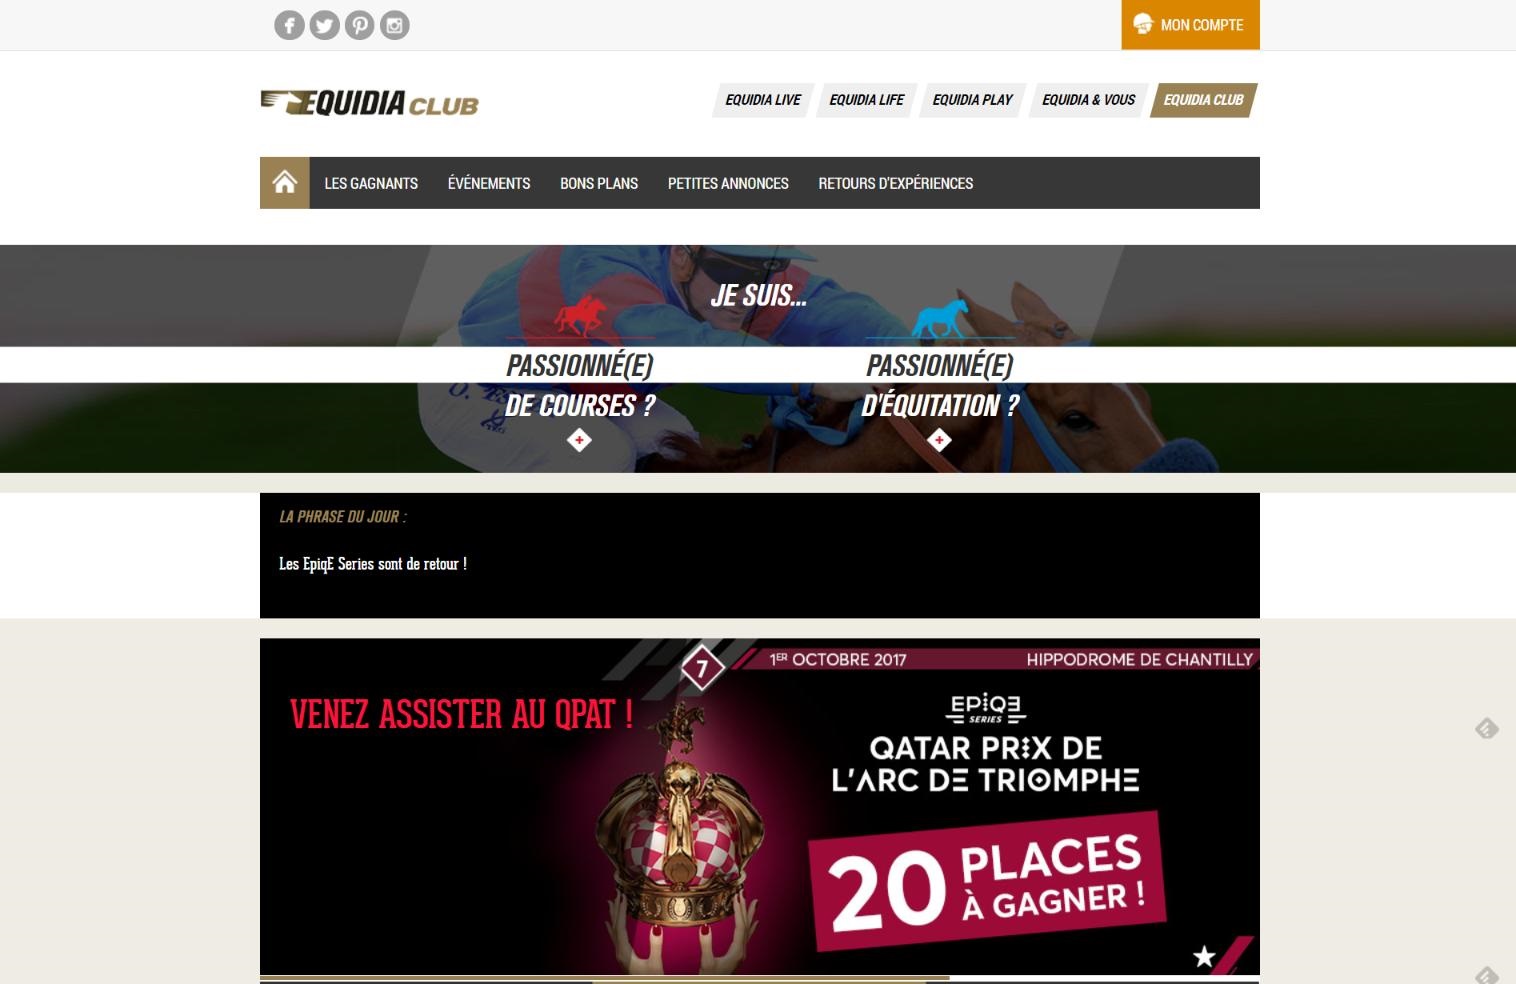 MON COMPTE
EQUIDIA CLUB
EQUIDIA LIVE
EQUIDIA LIFE
EQUIDIA PLAY
EQUIDIA & VOUS
EQUIDIA CLUB
LES GAGNANTS
ÉVÉNEMENTS
BONS PLANS
PETITES ANNONCES
RETOURS D'EXPÉRIENCES
JE SUIS...
PASSIONNÉ(E)
DE COURSES ?
PASSIONNÉ(E)
D'ÉQUITATION ?
LA PHRASE DU JOUR :
Les EpiqE Series sont de retour !
7
1ER OCTOBRE 2017
HIPPODROME DE CHANTILLY
VENEZ ASSISTER AU QPAT !
EPIQE
SERIES
QATAR PRIX DE
L'ARC DE TRIOMPHE
20 PLACES
À GAGNER !